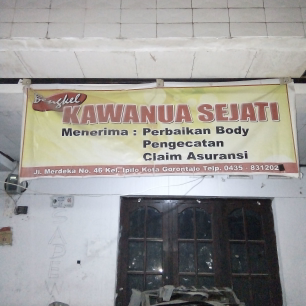 Bengkel
KAWANUA SEJATI
Menerima : Perbaikan Body
Pengecatan
Claim Asuransi
Jl. Merdeka No. 46 Kel. Ipilo Kota Gorontalo Telp. 0435 - 831202